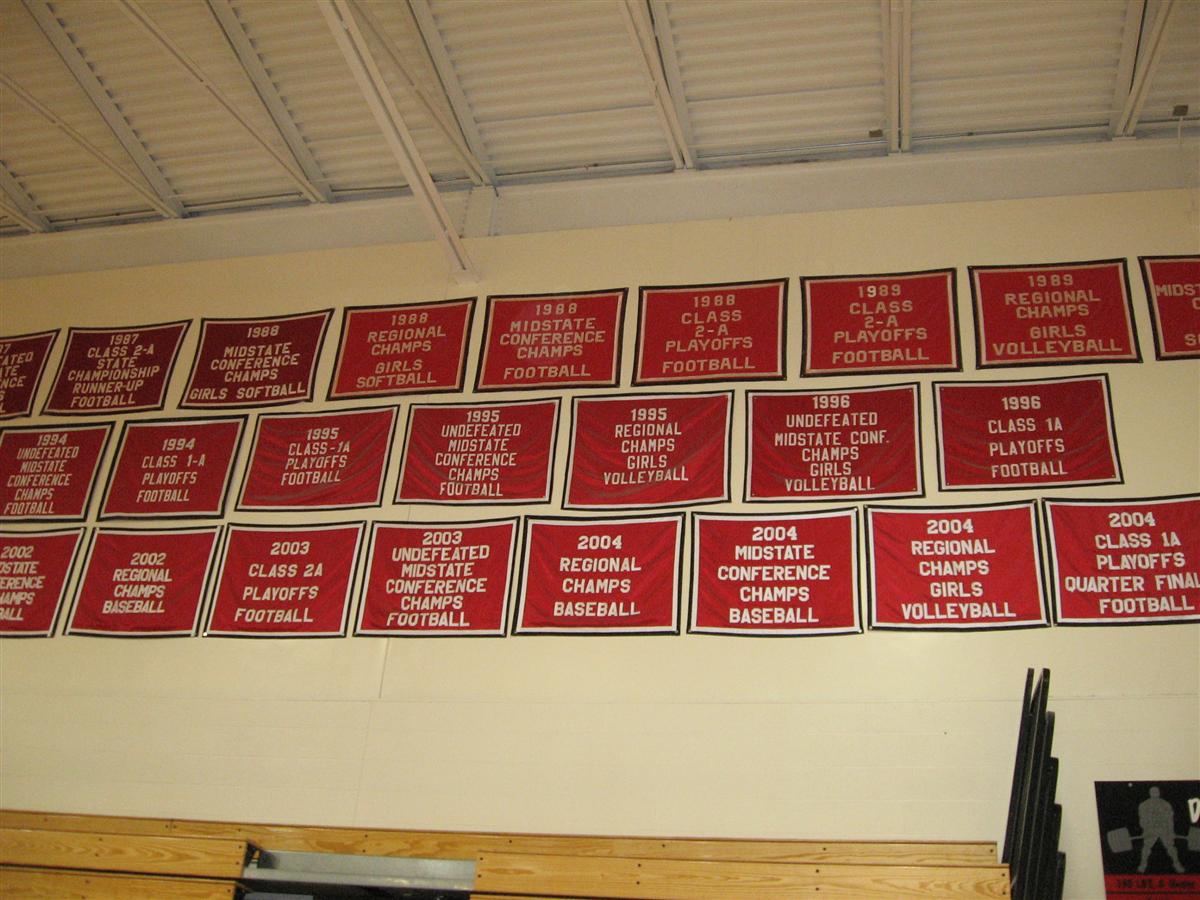 1987
CLASS 2-A
STATE
CHAMPIONSHIP
RUNNER-UP
FOOTBALL
1988
MIDSTATE
CONFERENCE
CHAMPS
GIRLS SOFTBALL
1988
REGIONAL
CHAMPS
GIRLS
SOFTBALL
1988
MIDSTATE
CONFERENCE
CHAMPS
FOOTBALL
1988
CLASS
2-A
PLAYOFFS
FOOTBALL
1989
CLASS
2-A
PLAYOFFS
FOOTBALL
1989
REGIONAL
CHAMPS
GIRLS
VOLLEYBALL
1994
UNDEFEATED
MIDSTATE
CONFERENCE
CHAMPS
FOOTBALL
1994
CLASS 1-A
PLAYOFFS
FOOTBALL
1995
CLASS-1A
PLAYOFFS
FOOTBALL
1995
UNDEFEATED
MIDSTATE
CONFERENCE
CHAMPS
FOOTBALL
1995
REGIONAL
CHAMPS
GIRLS
VOLLEYBALL
1996
UNDEFEATED
MIDSTATE CONF.
CHAMPS
GIRLS
VOLLEYBALL
1996
CLASS 1A
PLAYOFFS
FOOTBALL
2002
2002
REGIONAL
CHAMPS
BASEBALL
2003
CLASS 2A
PLAYOFFS
FOOTBALL
2003
UNDEFEATED
MIDSTATE
CONFERENCE
CHAMPS
FOOTBALL
2004
REGIONAL
CHAMPS
BASEBALL
2004
MIDSTATE
CONFERENCE
CHAMPS
BASEBALL
2004
REGIONAL
CHAMPS
GIRLS
VOLLEYBALL
2004
CLASS 1A
PLAYOFFS
QUARTER FINAL
FOOTBALL